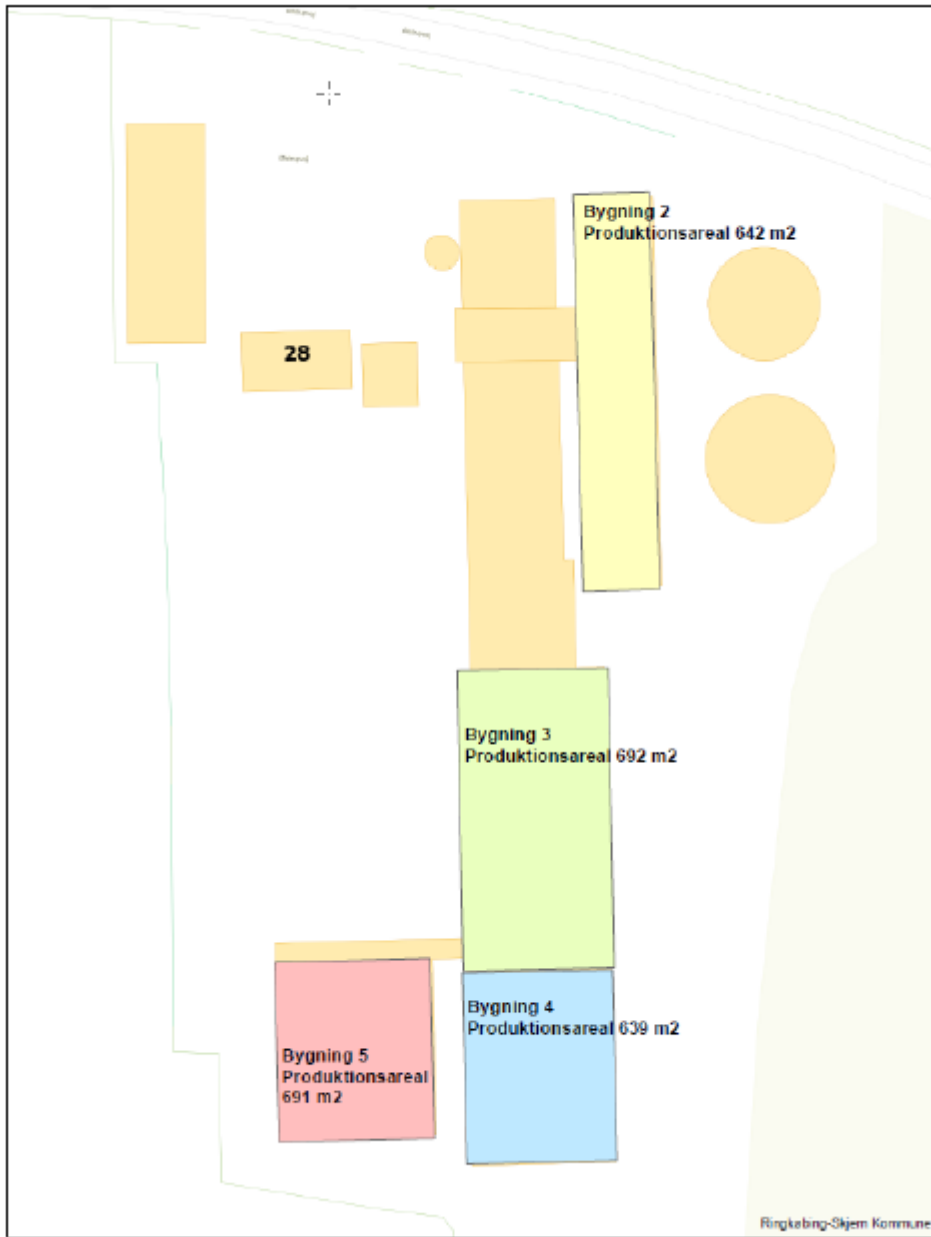 28
Bygning 2
Produktionsareal 642 m2
Bygning 3
Produktionsareal 692 m2
Bygning 4
Produktionsareal 639 m2
Bygning 5
Produktionsareal
691 m2
Ringkøbing-Skjern Kommune